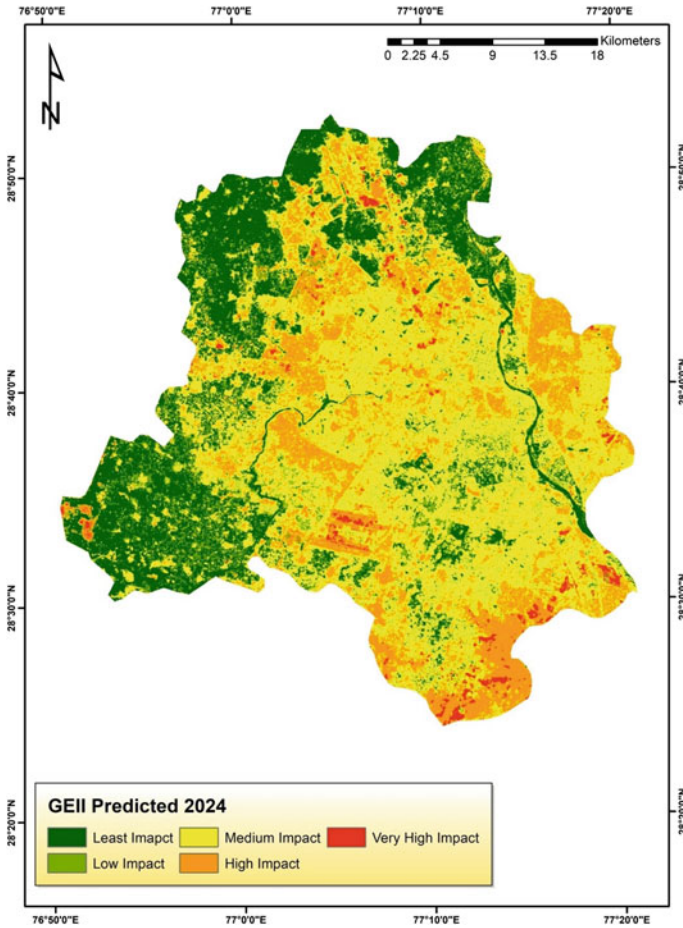 76°50'0"E 77°0'0"E 77°10'0"E 77°20'0"E
Kilometers
0 2.25 4.5 9 13.5 18
N
28°50'0"N
28°40'0"N
28°30'0"N
28°20'0"N
GEII Predicted 2024
Least Imapct Medium Impact Very High Impact
Low Impact High Impact
76°50'0"E 77°0'0"E 77°10'0"E 77°20'0"E